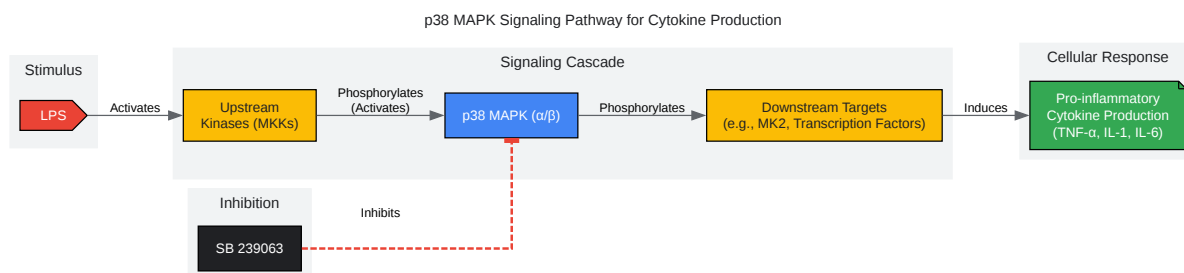 p38 MAPK Signaling Pathway for Cytokine Production
Stimulus
LPS
Activates
Signaling Cascade
Upstream
Kinases (MKKs)
Phosphorylates
(Activates)
p38 MAPK (α/β)
Phosphorylates
Downstream Targets
(e.g., MK2, Transcription Factors)
Induces
Cellular Response
Pro-inflammatory
Cytokine Production
(TNF-α, IL-1, IL-6)
Inhibition
SB 239063
Inhibits